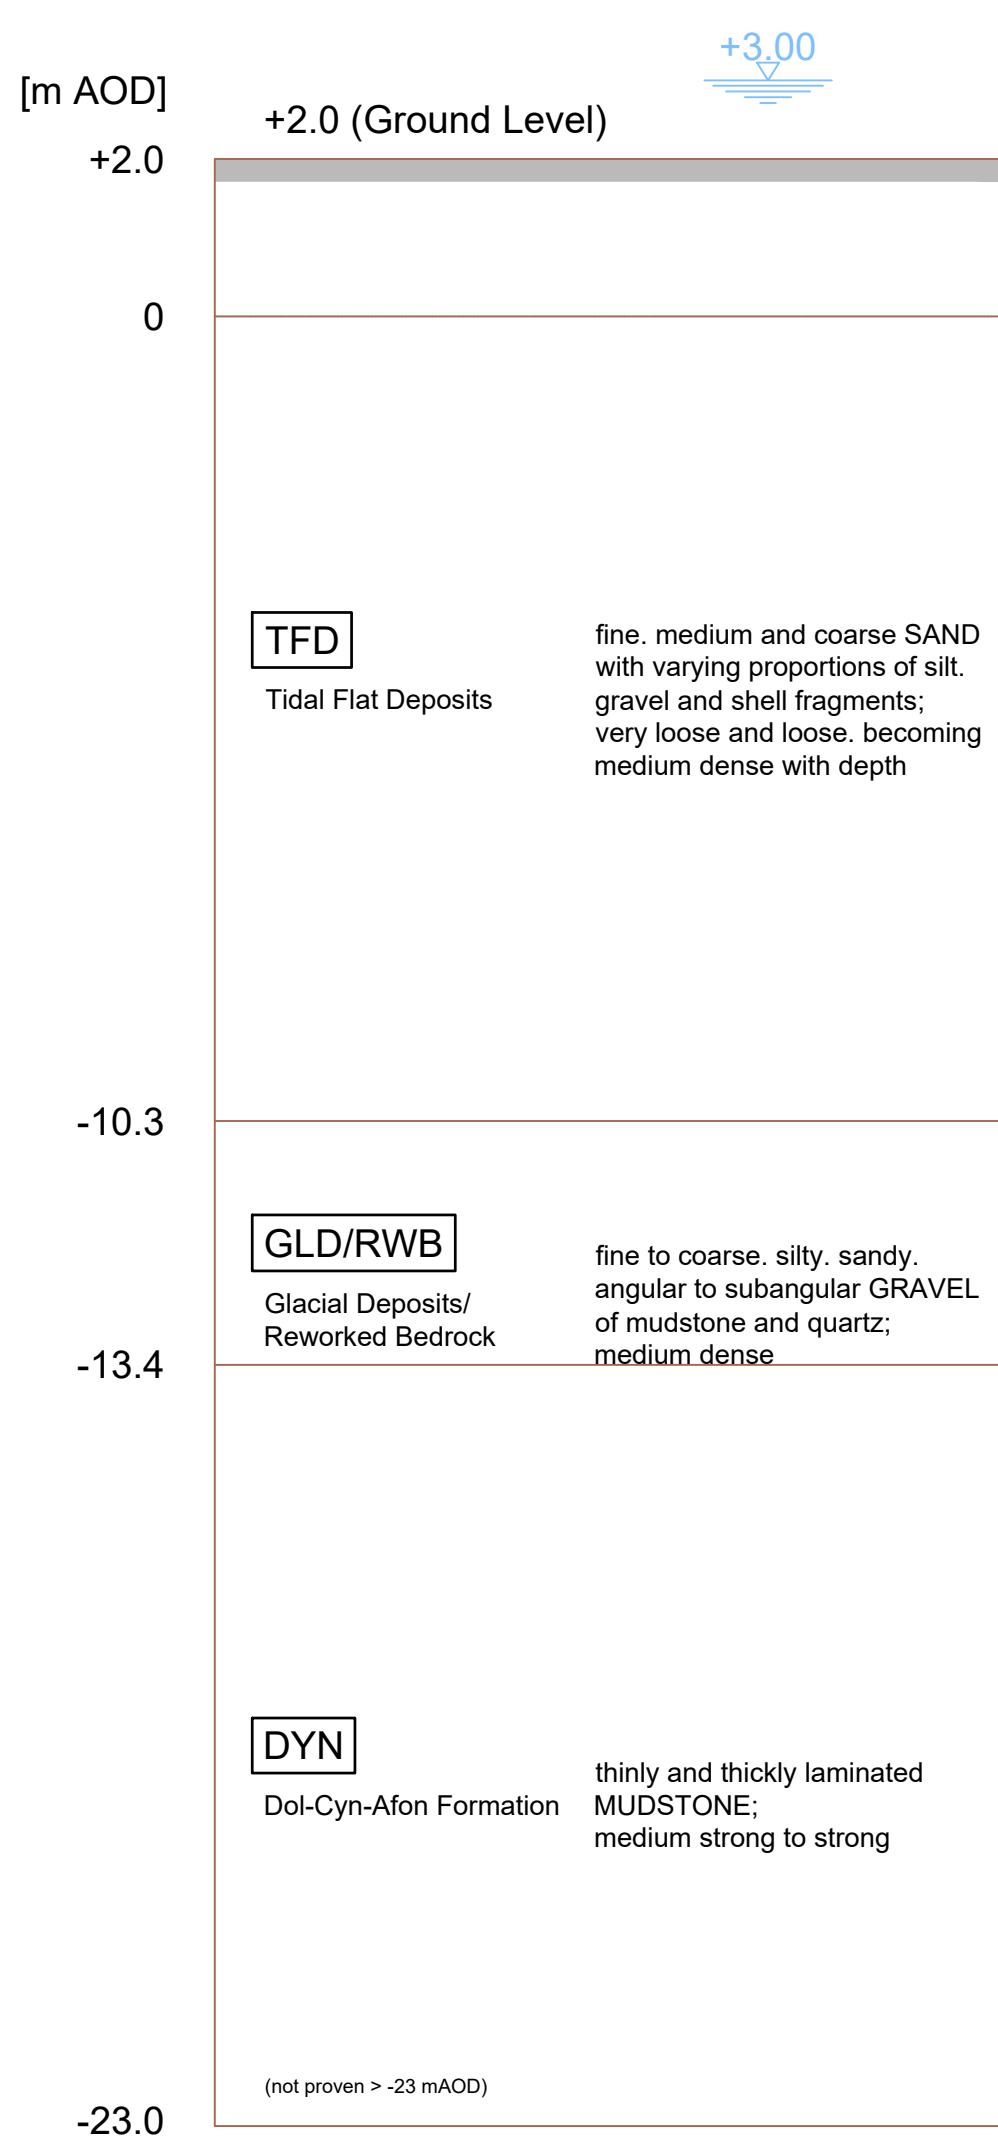 +3.00
[m AOD]
+2.0 (Ground Level)
+2.0
0
TFD
Tidal Flat Deposits
fine. medium and coarse SAND
with varying proportions of silt.
gravel and shell fragments;
very loose and loose. becoming
medium dense with depth
-10.3
GLD/RWB
Glacial Deposits/
Reworked Bedrock
fine to coarse. silty. sandy.
angular to subangular GRAVEL
of mudstone and quartz;
medium dense
-13.4
DYN
Dol-Cyn-Afon Formation
thinly and thickly laminated
MUDSTONE;
medium strong to strong
(not proven > -23 mAOD)
-23.0